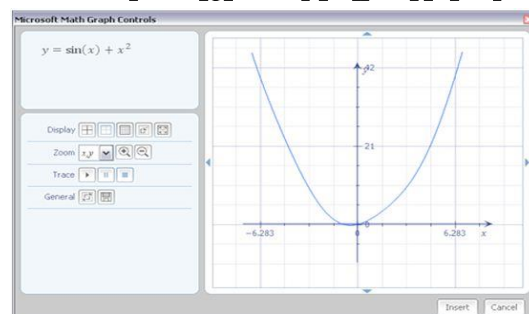 Microsoft Math Graph Controls
y = sin(x) + x²
Display
Zoom x,y
Trace
General
42
21
0
-6.283
0
6.283
x
Insert
Cancel